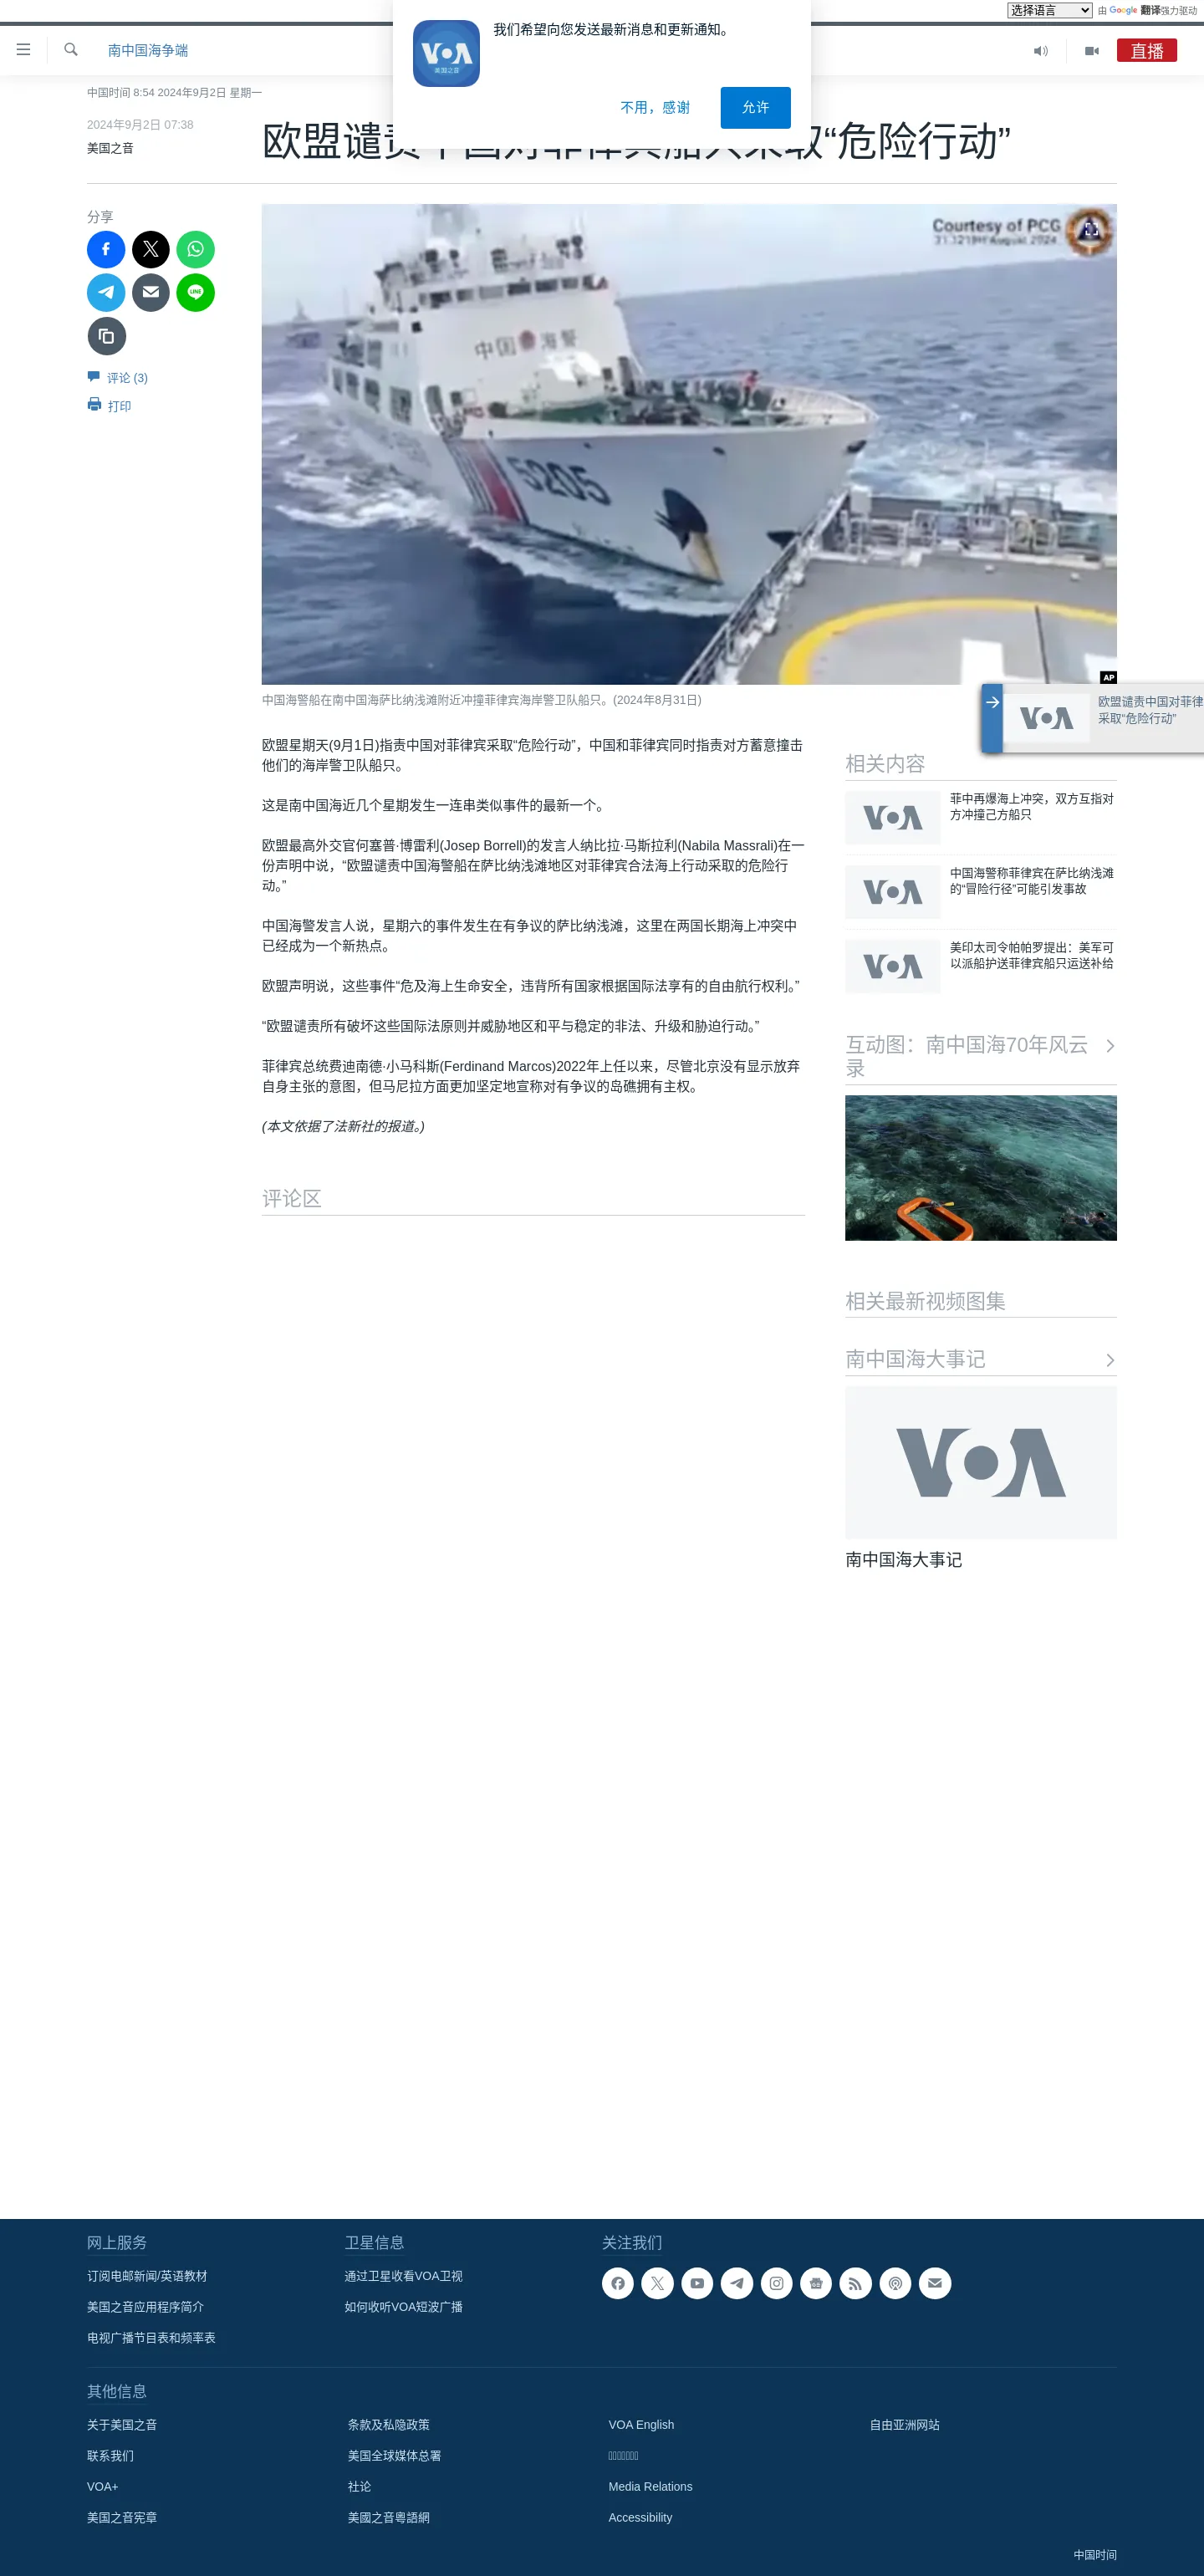 选择语言 由 Google 翻译强力驱动
我们希望向您发送最新消息和更新通知。
VOA
美国之音
不用，感谢
允许
南中国海争端
直播
中国时间 8:54 2024年9月2日 星期一
2024年9月2日 07:38
美国之音
“危险行动”
分享
LINE
评论 (3)
打印
Courtesy of PCG
中国海
5205
AP
中国海警船在南中国海萨比纳浅滩附近冲撞菲律宾海岸警卫队船只。(2024年8月31日)
VOA
欧盟谴责中国对菲律
采取“危险行动”
欧盟星期天(9月1日)指责中国对菲律宾采取“危险行动”，中国和菲律宾同时指责对方蓄意撞击
他们的海岸警卫队船只。
这是南中国海近几个星期发生一连串类似事件的最新一个。
欧盟最高外交官何塞普·博雷利(Josep Borrell)的发言人纳比拉·马斯拉利(Nabila Massrali)在一
份声明中说，“欧盟谴责中国海警船在萨比纳浅滩地区对菲律宾合法海上行动采取的危险行
动。”
中国海警发言人说，星期六的事件发生在有争议的萨比纳浅滩，这里在两国长期海上冲突中
已经成为一个新热点。
欧盟声明说，这些事件“危及海上生命安全，违背所有国家根据国际法享有的自由航行权利。”
“欧盟谴责所有破坏这些国际法原则并威胁地区和平与稳定的非法、升级和胁迫行动。”
菲律宾总统费迪南德·小马科斯(Ferdinand Marcos)2022年上任以来，尽管北京没有显示放弃
自身主张的意图，但马尼拉方面更加坚定地宣称对有争议的岛礁拥有主权。
(本文依据了法新社的报道。)
评论区
相关内容
VOA
菲中再爆海上冲突，双方互指对
方冲撞己方船只
VOA
中国海警称菲律宾在萨比纳浅滩
的“冒险行径”可能引发事故
VOA
美印太司令帕帕罗提出：美军可
以派船护送菲律宾船只运送补给
互动图：南中国海70年风云
录
相关最新视频图集
南中国海大事记
VOA
南中国海大事记
网上服务
订阅电邮新闻/英语教材
美国之音应用程序简介
电视广播节目表和频率表
卫星信息
通过卫星收看VOA卫视
如何收听VOA短波广播
关注我们
其他信息
关于美国之音
联系我们
VOA+
美国之音宪章
条款及私隐政策
美国全球媒体总署
社论
美國之音粵語網
VOA English
Media Relations
Accessibility
自由亚洲网站
中国时间